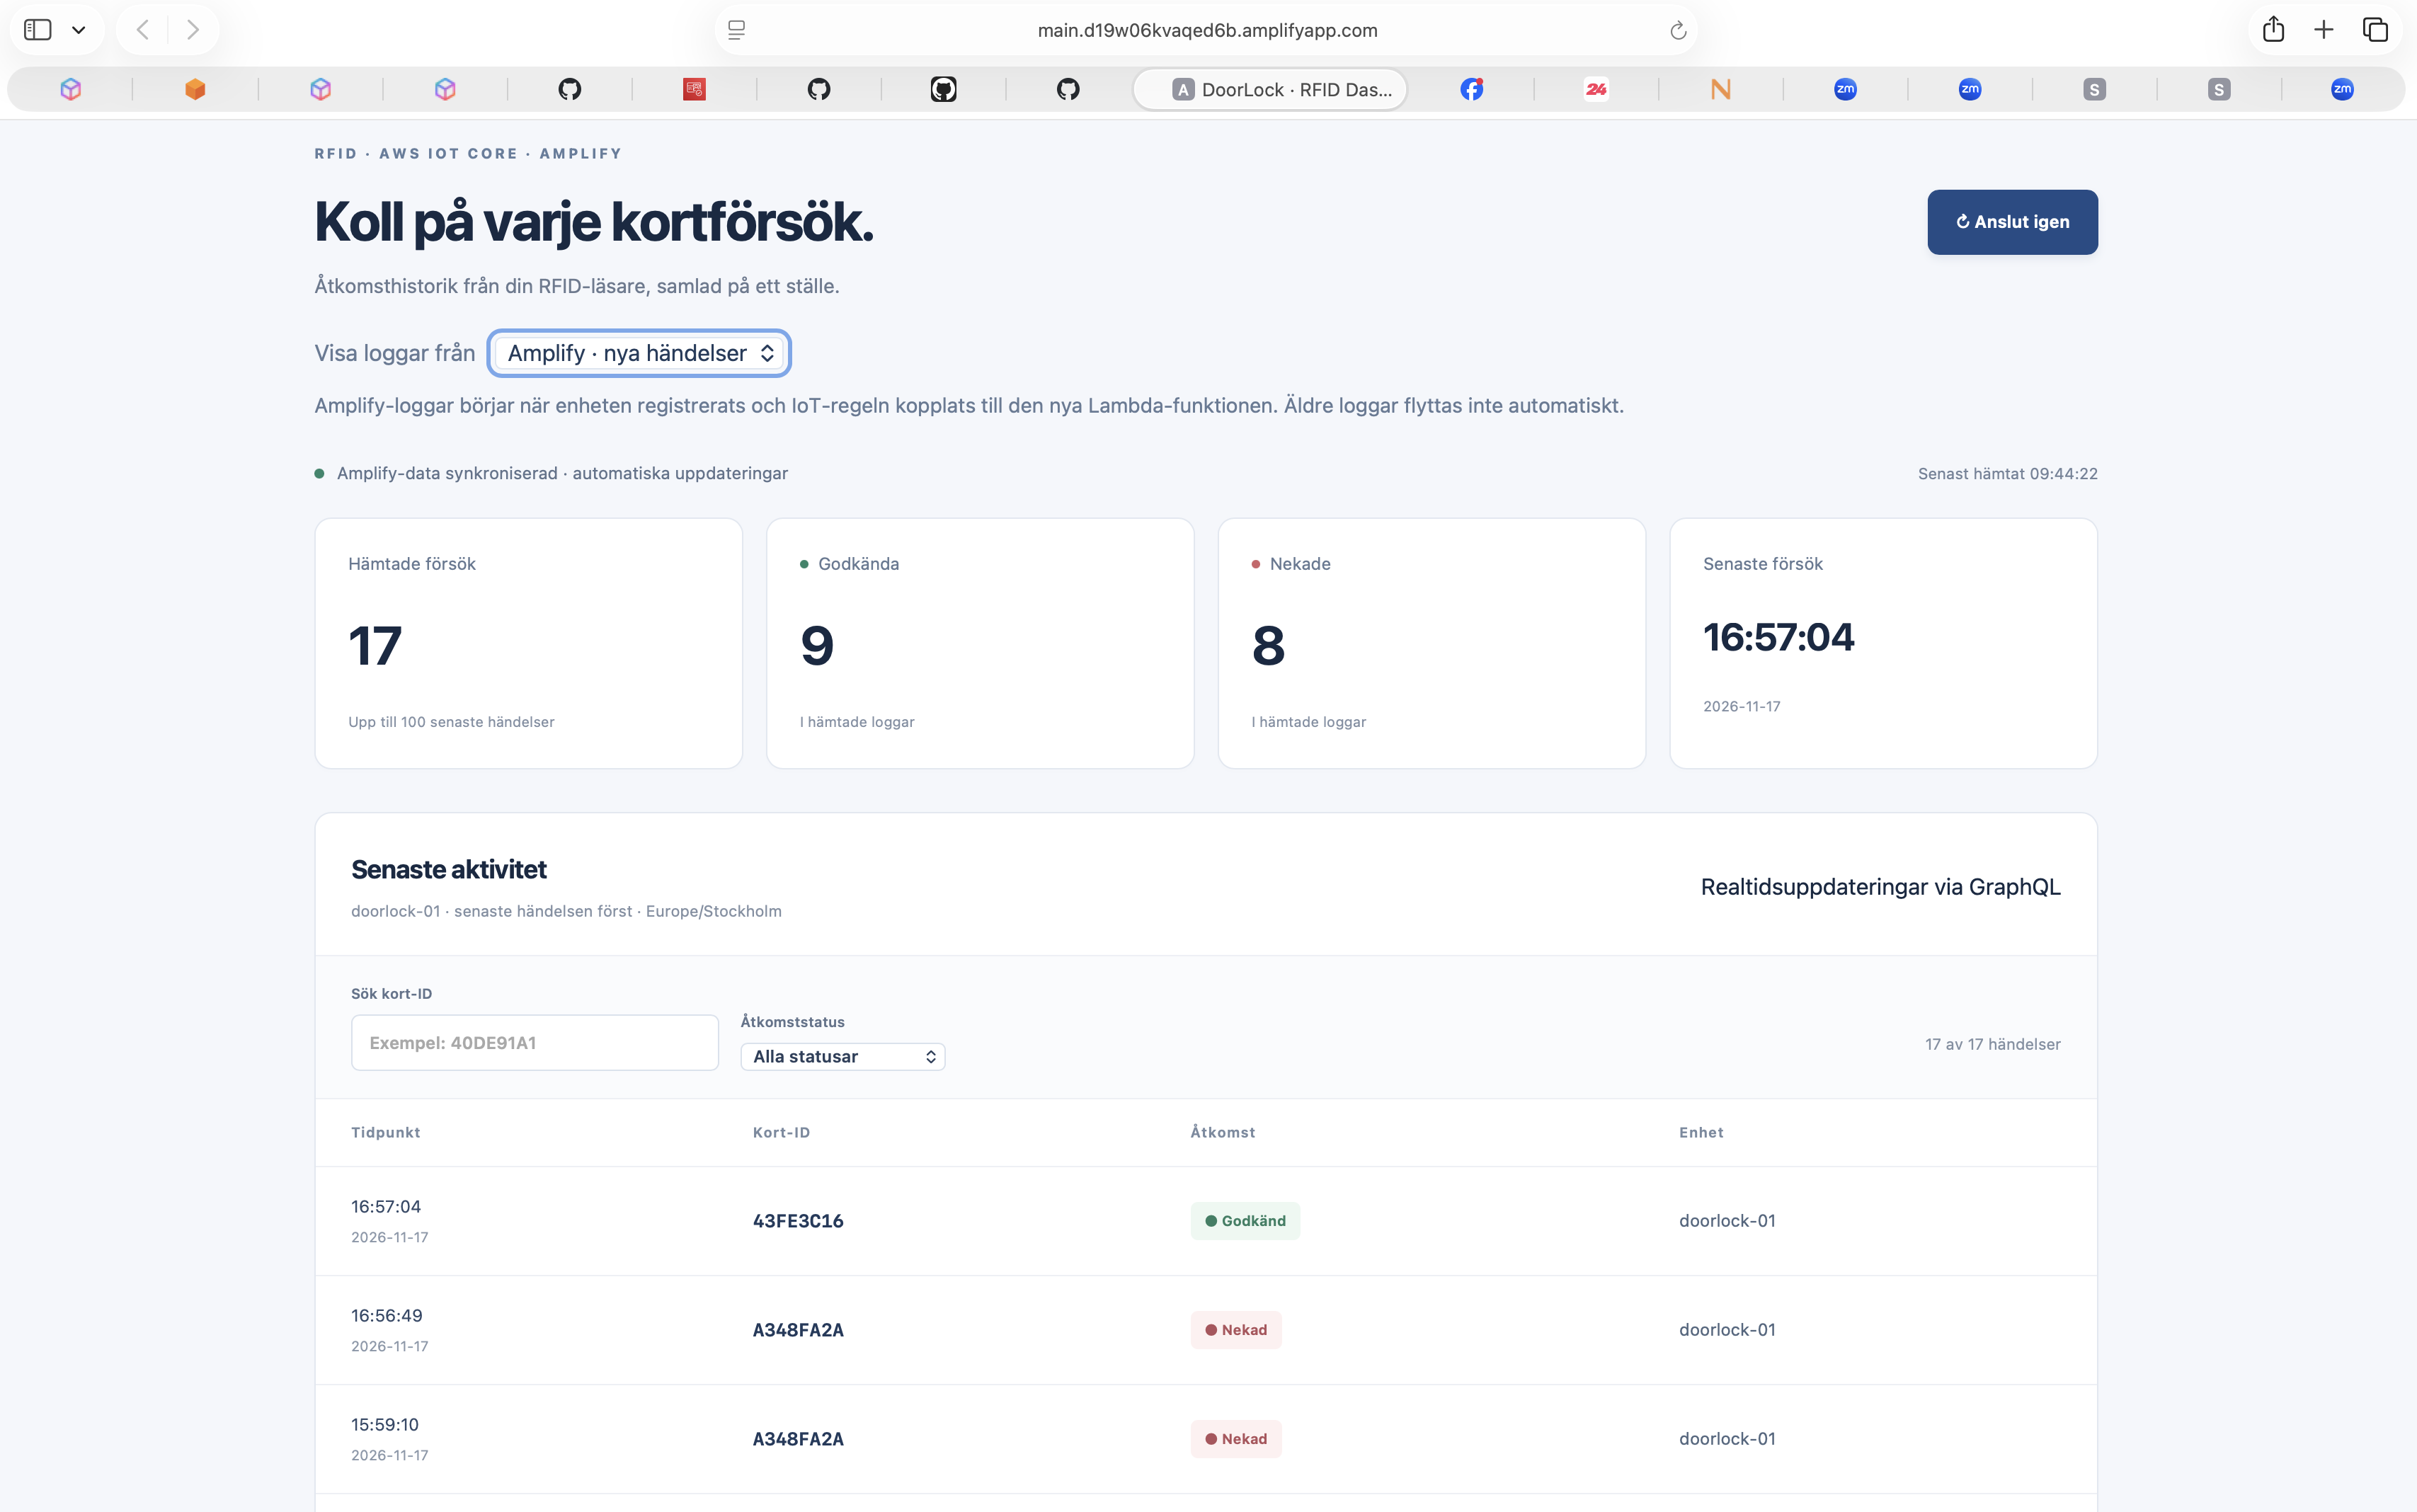 main.d19w06kvaqed6b.amplifyapp.com
A DoorLock · RFID Das...
24
N
zm
zm
S
S
zm
RFID · AWS IOT CORE · AMPLIFY
Koll på varje kortförsök.
↻ Anslut igen
Åtkomsthistorik från din RFID-läsare, samlad på ett ställe.
Visa loggar från Amplify · nya händelser
Amplify-loggar börjar när enheten registrerats och IoT-regeln kopplats till den nya Lambda-funktionen. Äldre loggar flyttas inte automatiskt.
Amplify-data synkroniserad · automatiska uppdateringar
Senast hämtat 09:44:22
Hämtade försök
17
Upp till 100 senaste händelser
Godkända
9
I hämtade loggar
Nekade
8
I hämtade loggar
Senaste försök
16:57:04
2026-11-17
Senaste aktivitet
doorlock-01 · senaste händelsen först · Europe/Stockholm
Realtidsuppdateringar via GraphQL
Sök kort-ID
Exempel: 40DE91A1
Åtkomststatus
Alla statusar
17 av 17 händelser
Tidpunkt Kort-ID Åtkomst Enhet
16:57:04
2026-11-17
43FE3C16
Godkänd
doorlock-01
16:56:49
2026-11-17
A348FA2A
Nekad
doorlock-01
15:59:10
2026-11-17
A348FA2A
Nekad
doorlock-01